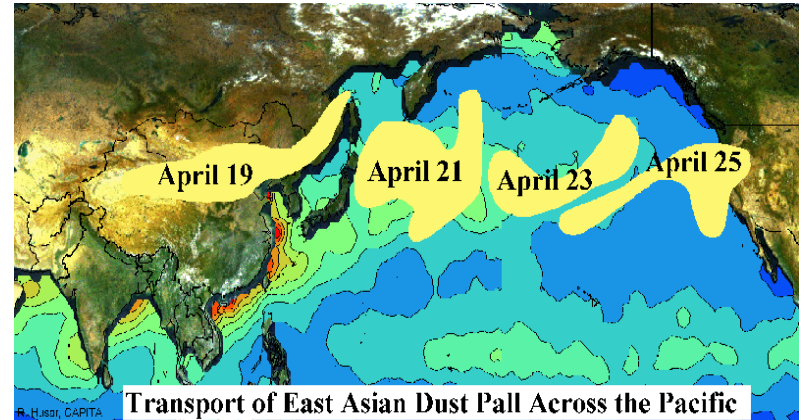 April 19
April 21
April 23
April 25
R. Husar, CAPITA
Transport of East Asian Dust Pall Across the Pacific